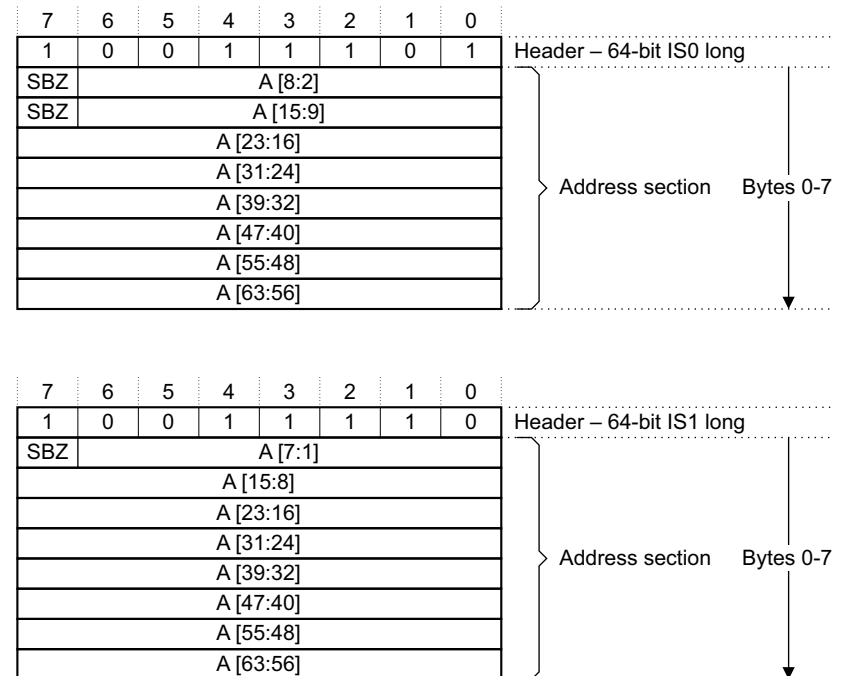 7 6 5 4 3 2 1 0
1 0 0 1 1 1 0 1 Header – 64-bit IS0 long
SBZ A [8:2]
SBZ A [15:9]
A [23:16]
A [31:24]
A [39:32] Address section Bytes 0-7
A [47:40]
A [55:48]
A [63:56]
7 6 5 4 3 2 1 0
1 0 0 1 1 1 1 0 Header – 64-bit IS1 long
SBZ A [7:1]
A [15:8]
A [23:16]
A [31:24]
A [39:32] Address section Bytes 0-7
A [47:40]
A [55:48]
A [63:56]